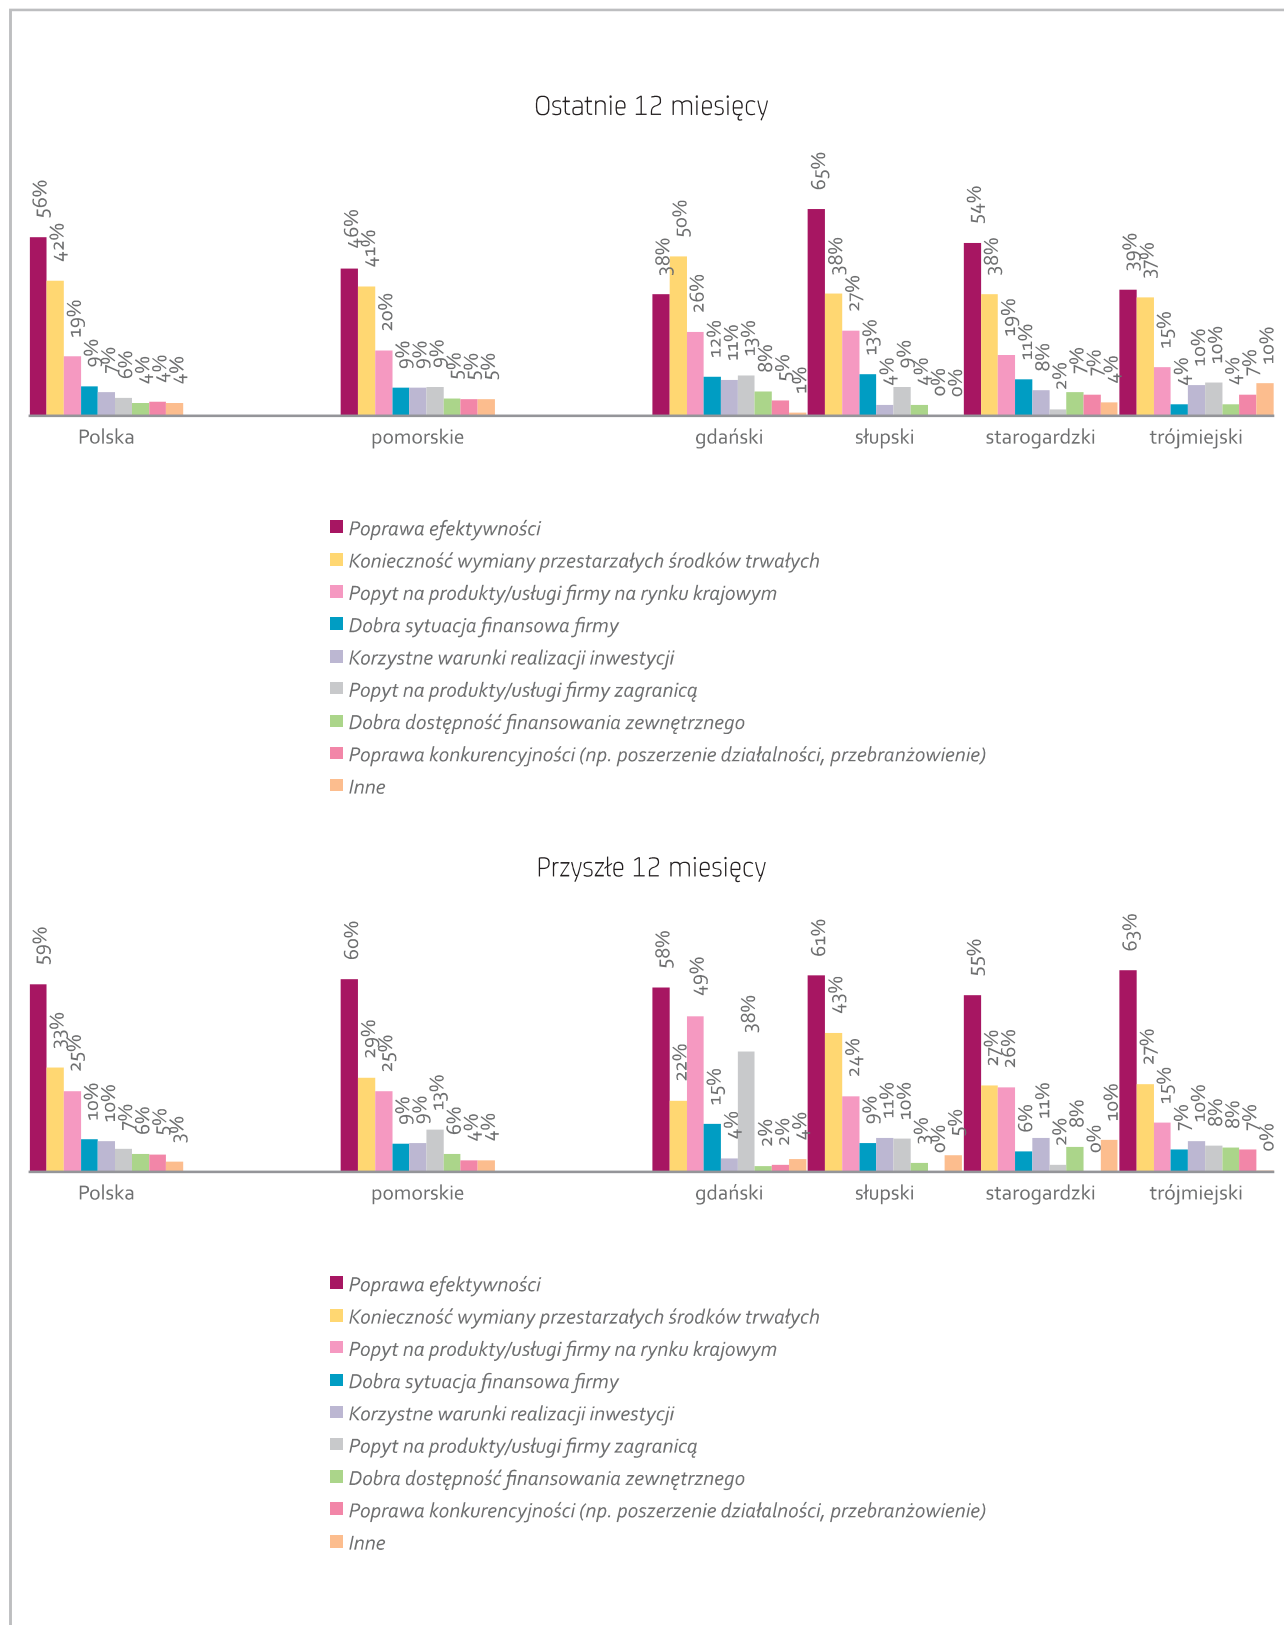 Ostatnie 12 miesięcy
56% 42% 19% 9% 7% 6% 4% 4% 4%
46% 41% 20% 9% 9% 9% 5% 5% 5%
38% 50% 26% 12% 11% 13% 8% 5% 1%
65% 38% 27% 13% 4% 9% 4% 0% 0%
54% 38% 19% 11% 8% 2% 7% 7% 4%
39% 37% 15% 4% 10% 10% 4% 7% 10%
Polska pomorskie gdański słupski starogardzki trójmiejski
Poprawa efektywności
Konieczność wymiany przestarzałych środków trwałych
Popyt na produkty/usługi firmy na rynku krajowym
Dobra sytuacja finansowa firmy
Korzystne warunki realizacji inwestycji
Popyt na produkty/usługi firmy zagranicą
Dobra dostępność finansowania zewnętrznego
Poprawa konkurencyjności (np. poszerzenie działalności, przebranżowienie)
Inne
Przyszłe 12 miesięcy
59% 33% 25% 10% 10% 7% 6% 5% 3%
60% 29% 25% 9% 9% 13% 6% 4% 4%
58% 22% 49% 15% 4% 38% 2% 2% 4%
61% 43% 24% 9% 11% 10% 3% 0% 5%
55% 27% 26% 6% 11% 2% 8% 0% 10%
63% 27% 15% 7% 10% 8% 8% 7% 0%
Polska pomorskie gdański słupski starogardzki trójmiejski
Poprawa efektywności
Konieczność wymiany przestarzałych środków trwałych
Popyt na produkty/usługi firmy na rynku krajowym
Dobra sytuacja finansowa firmy
Korzystne warunki realizacji inwestycji
Popyt na produkty/usługi firmy zagranicą
Dobra dostępność finansowania zewnętrznego
Poprawa konkurencyjności (np. poszerzenie działalności, przebranżowienie)
Inne